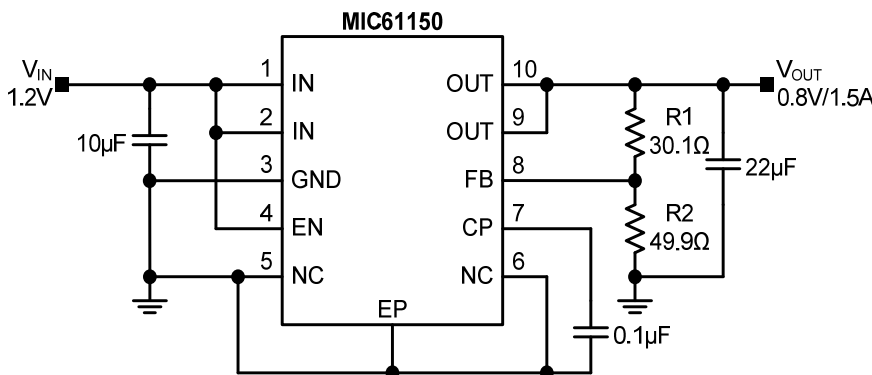 MIC61150
VIN
1.2V
10µF
1
IN
2
IN
3
GND
4
EN
5
NC
EP
10
OUT
9
OUT
8
FB
7
CP
6
NC
R1
30.1Ω
R2
49.9Ω
22µF
0.1µF
VOUT
0.8V/1.5A